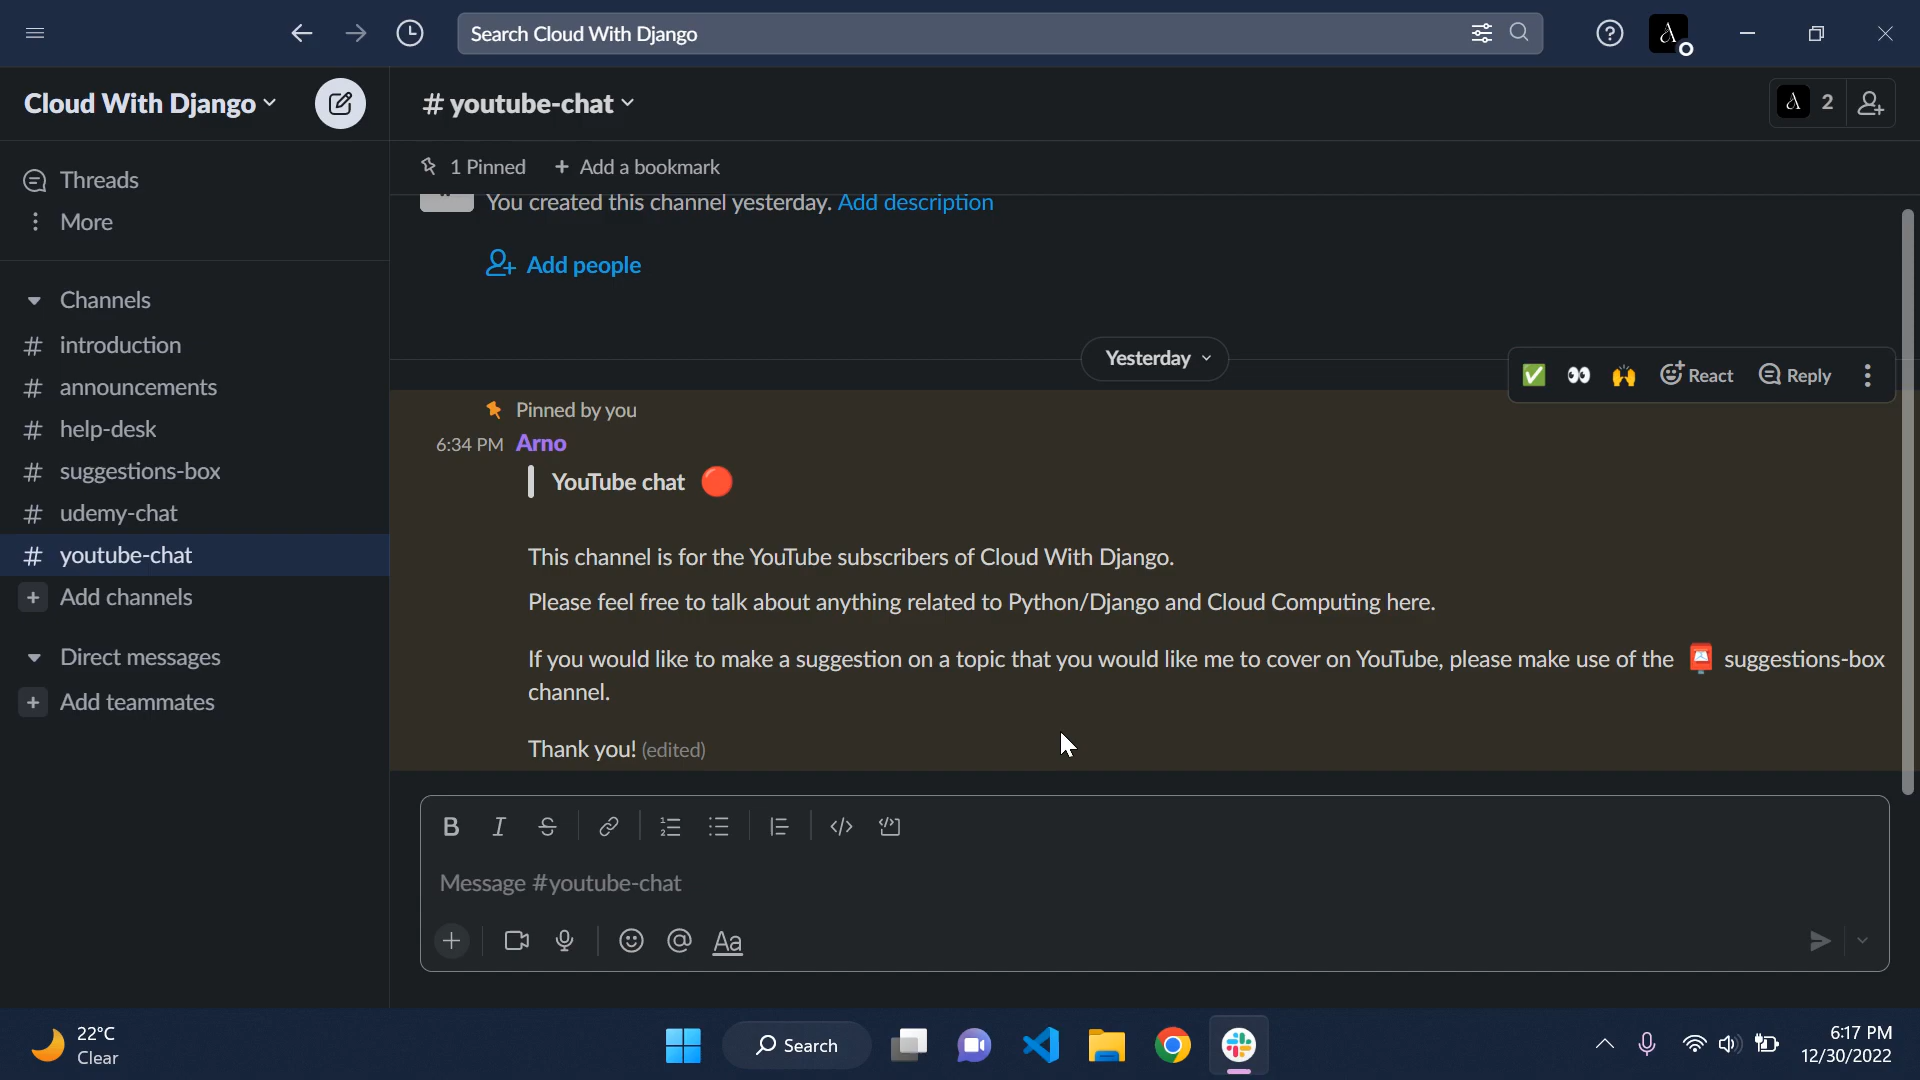 Search Cloud With Django
Cloud With Django
# youtube-chat
2
1 Pinned
+ Add a bookmark
Threads
More
You created this channel yesterday. Add description
Add people
Channels
# introduction
# announcements
# help-desk
# suggestions-box
# udemy-chat
# youtube-chat
+ Add channels
Direct messages
+ Add teammates
Yesterday
React
Reply
Pinned by you
6:34 PM Arno
YouTube chat
This channel is for the YouTube subscribers of Cloud With Django.
Please feel free to talk about anything related to Python/Django and Cloud Computing here.
If you would like to make a suggestion on a topic that you would like me to cover on YouTube, please make use of the 📮 suggestions-box
channel.
Thank you! (edited)
Message #youtube-chat
Aa
22°C
Clear
Search
6:17 PM
12/30/2022